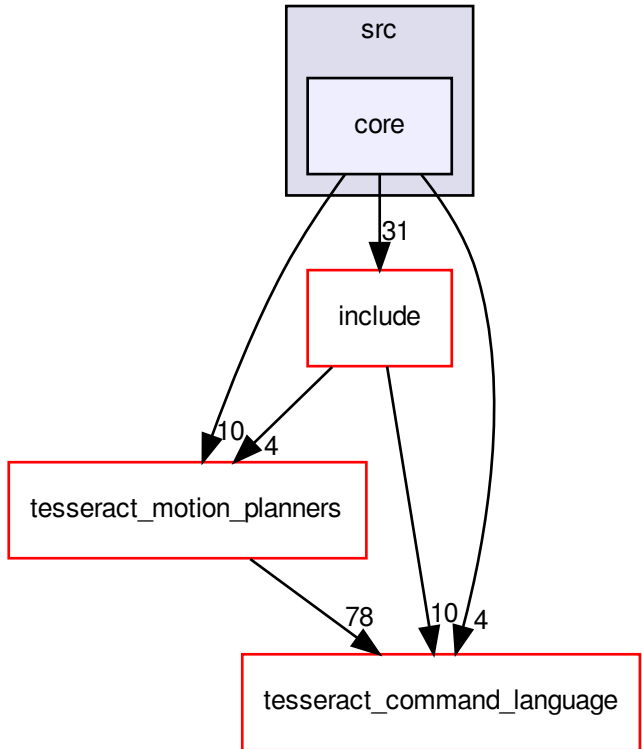 src
core
31
include
10
4
tesseract_motion_planners
78
10
4
tesseract_command_language